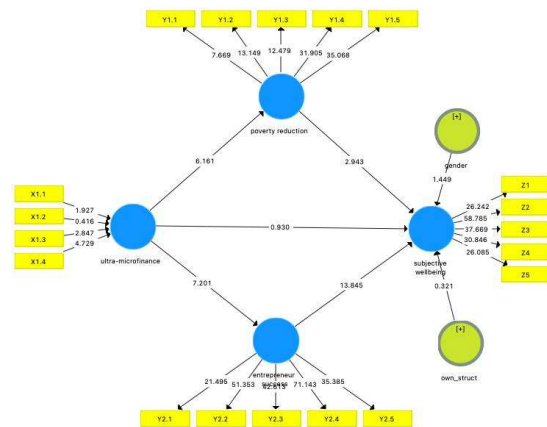 Y1.1 Y1.2 Y1.3 Y1.4 Y1.5
7.669 13.149 12.479 31.905 35.068
poverty reduction
[+]
gender
6.161
2.943
1.449
X1.1
X1.2
X1.3
X1.4
1.927
0.416
2.847
4.729
ultra-microfinance
0.930
26.242
58.785
37.669
30.846
26.085
Z1
Z2
Z3
Z4
Z5
subjective
wellbeing
7.201
13.845
0.321
[+]
own_struct
entrepreneur
success
21.495 51.353 71.143 35.385
Y2.1 Y2.2 Y2.3 Y2.4 Y2.5